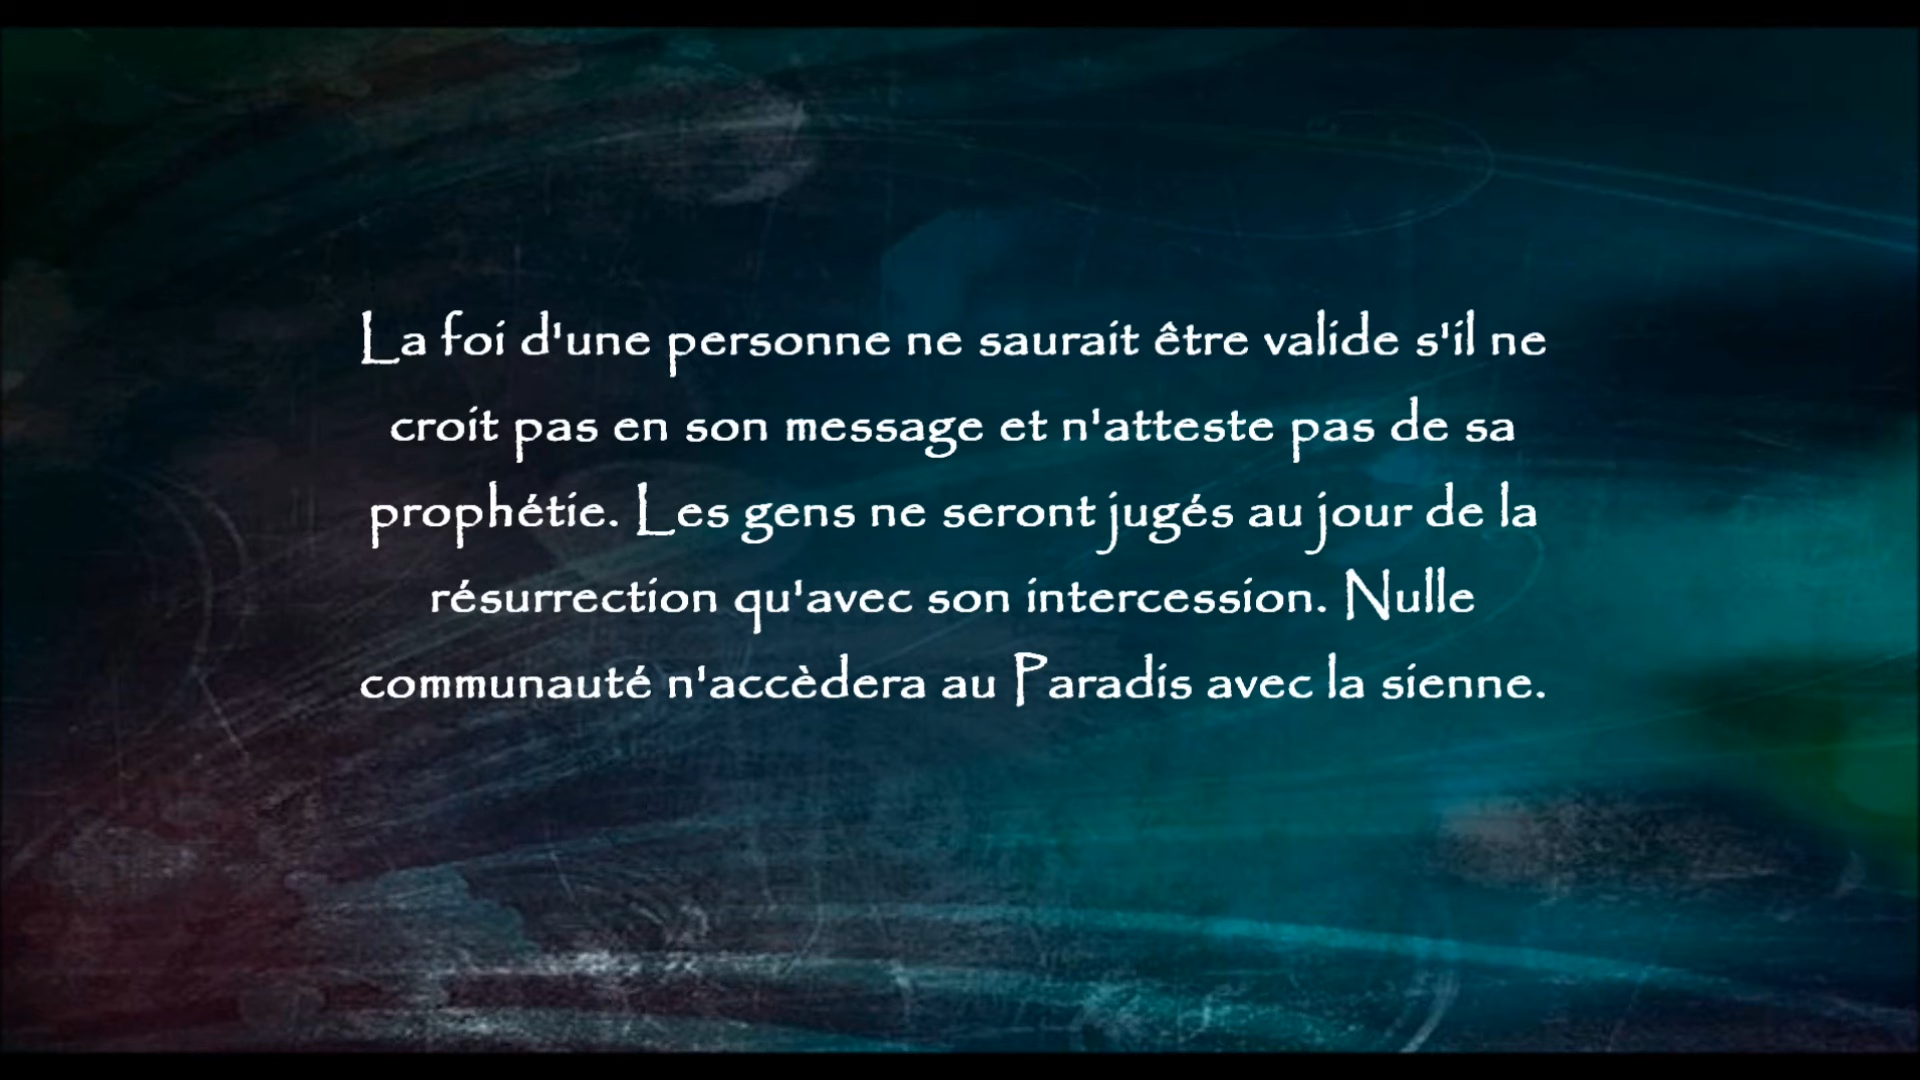 La foi d'une personne ne saurait être valide s'il ne
croit pas en son message et n'atteste pas de sa
prophétie. Les gens ne seront jugés au jour de la
résurrection qu'avec son intercession. Nulle
communauté n'accèdera au Paradis avec la sienne.